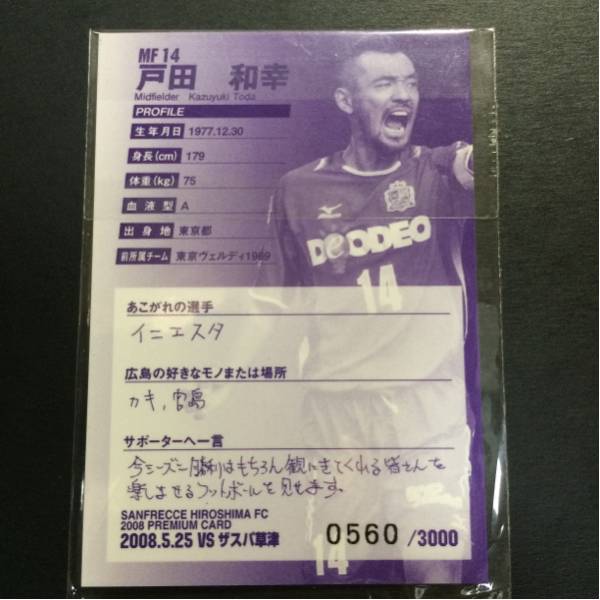 MF 14
戸田 和幸
Midfielder Kazuyuki Toda
PROFILE
生年月日 1977.12.30
身長(cm) 179
体重(kg) 75
血液型 A
出身地 東京都
前所属チーム 東京ヴェルディ1969
mizuno
DeODEO
14
あこがれの選手
イニエスタ
広島の好きなモノまたは場所
カキ，宮島
サポーターへ一言
今シーズン勝利はもちろん観にきてくれる皆さんを
楽しませるフットボールを見せます。
SANFRECCE HIROSHIMA FC
2008 PREMIUM CARD
2008.5.25 VS ザスパ草津
0560 /3000
14